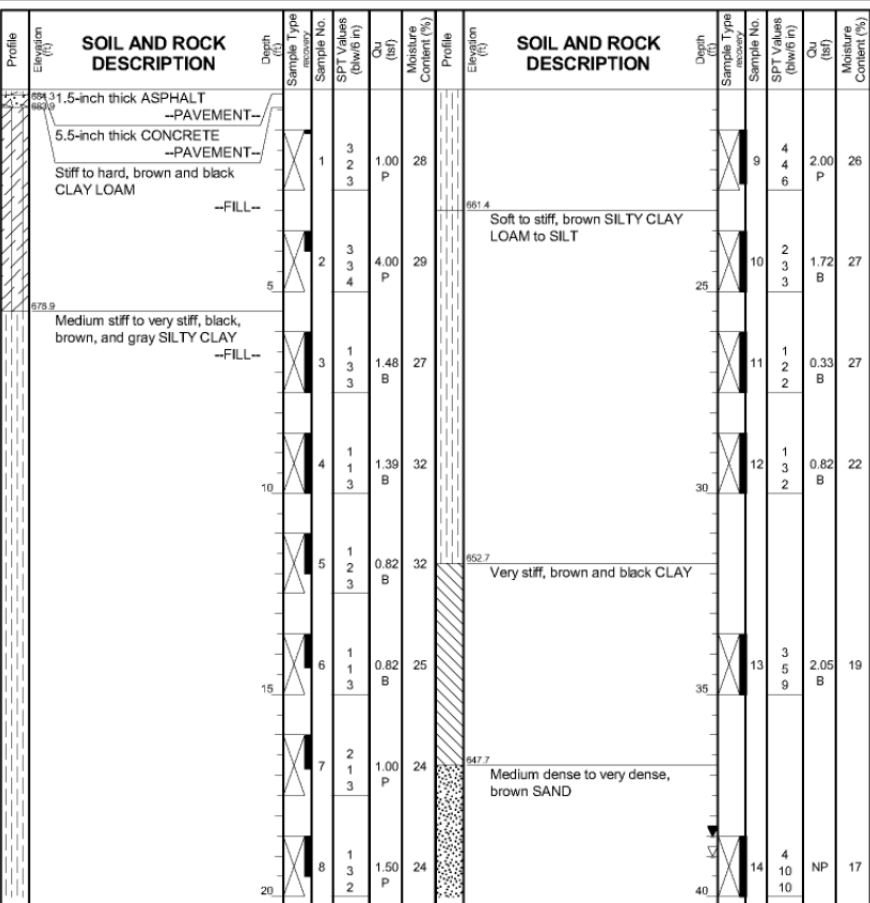 Profile
Elevation
(ft)
SOIL AND ROCK
DESCRIPTION
Depth
(ft)
Sample Type
recovery
Sample No.
SPT Values
(blw/6 in)
Qu
(tsf)
Moisture
Content (%)
1.5-inch thick ASPHALT
--PAVEMENT--
683.9
5.5-inch thick CONCRETE
--PAVEMENT--
Stiff to hard, brown and black
CLAY LOAM
--FILL--
1
3
2
3
1.00
P
28
2
3
3
4
4.00
P
29
5
678.9
Medium stiff to very stiff, black,
brown, and gray SILTY CLAY
--FILL--
3
1
3
3
1.48
B
27
4
1
1
3
1.39
B
32
10
5
1
2
3
0.82
B
32
6
1
1
3
0.82
B
25
15
7
2
1
3
1.00
P
24
8
1
3
2
1.50
P
24
20
Profile
Elevation
(ft)
SOIL AND ROCK
DESCRIPTION
Depth
(ft)
Sample Type
recovery
Sample No.
SPT Values
(blw/6 in)
Qu
(tsf)
Moisture
Content (%)
9
4
4
6
2.00
P
26
661.4
Soft to stiff, brown SILTY CLAY
LOAM to SILT
10
2
3
3
1.72
B
27
25
11
1
2
2
0.33
B
27
12
1
3
2
0.82
B
22
30
652.7
Very stiff, brown and black CLAY
13
3
5
9
2.05
B
19
35
647.7
Medium dense to very dense,
brown SAND
14
4
10
10
NP
17
40